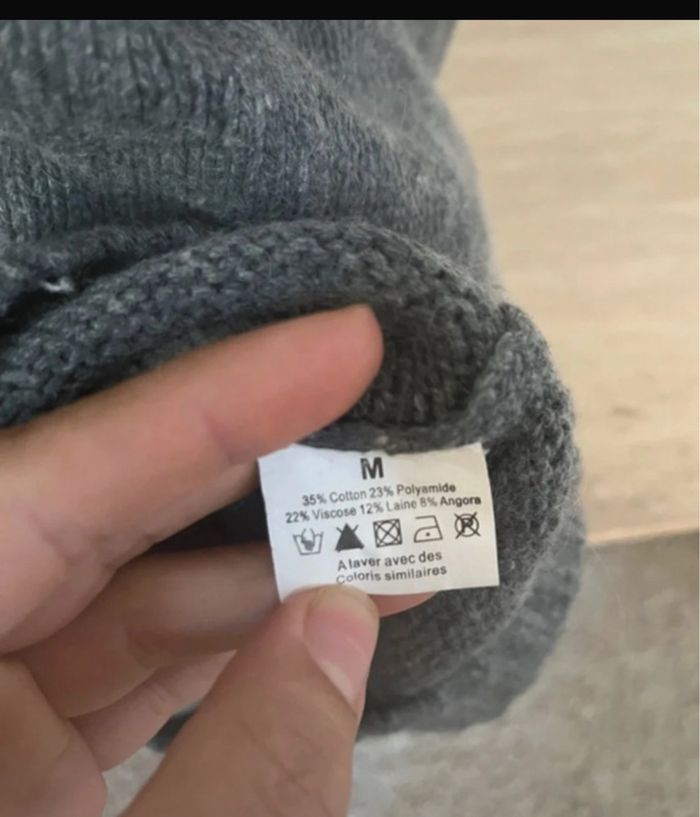 M
35% Cotton 23% Polyamide
22% Viscose 12% Laine 8% Angora
A laver avec des
Coloris similaires